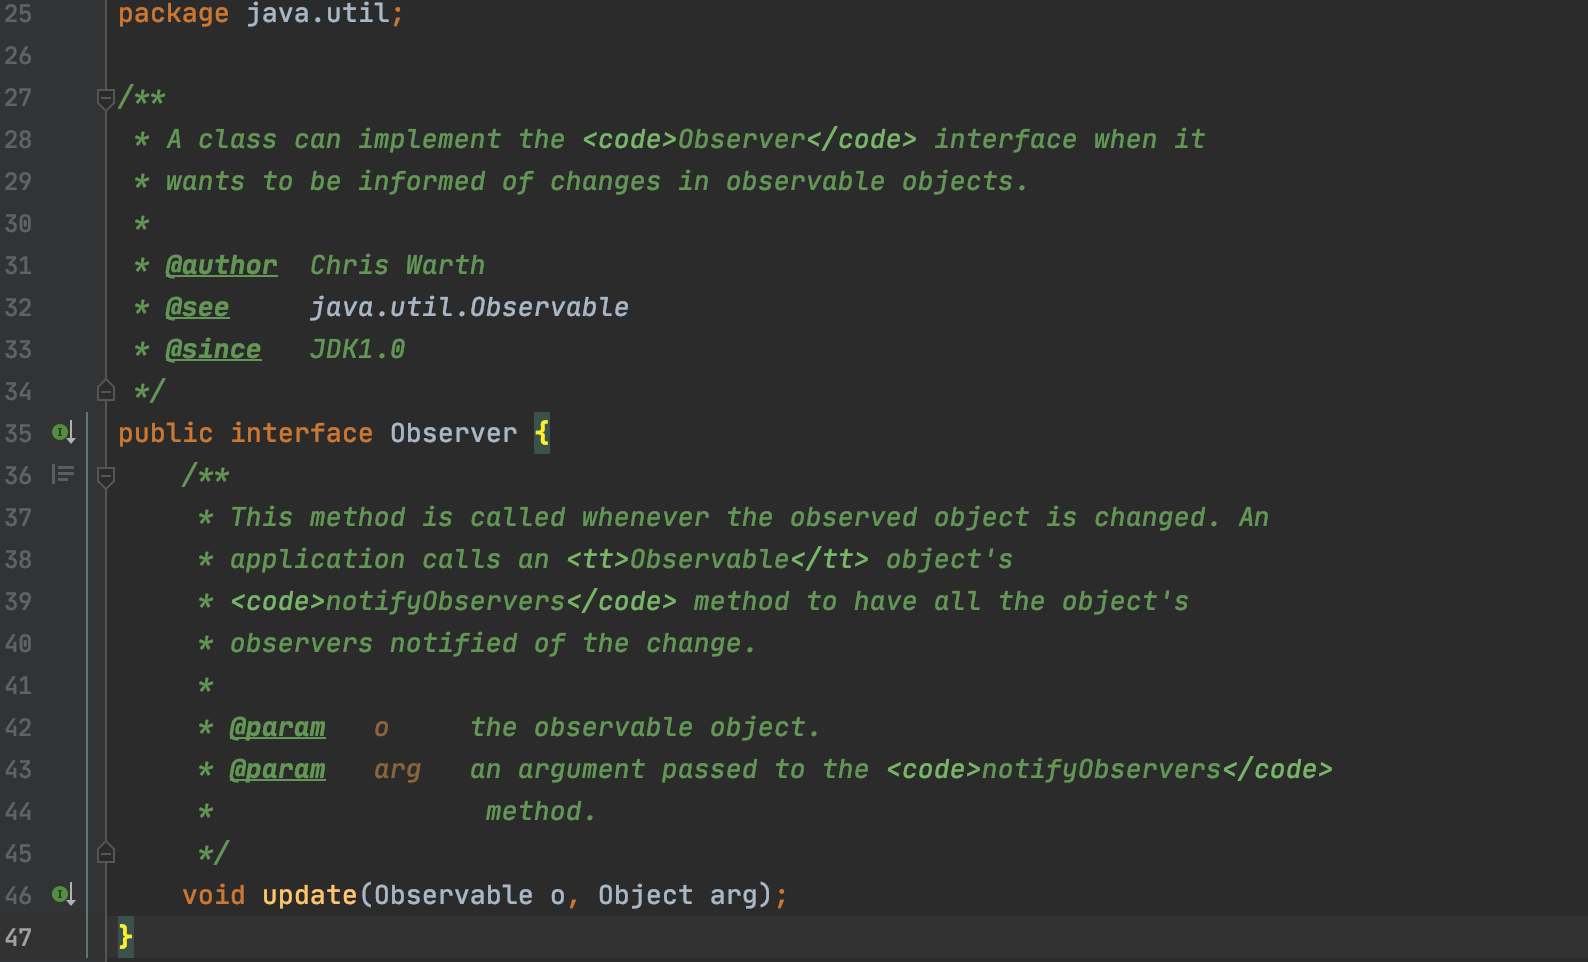 25 package java.util;
26
27 /**
28  * A class can implement the <code>Observer</code> interface when it
29  * wants to be informed of changes in observable objects.
30  *
31  * @author  Chris Warth
32  * @see     java.util.Observable
33  * @since   JDK1.0
34  */
35 public interface Observer {
36     /**
37      * This method is called whenever the observed object is changed. An
38      * application calls an <tt>Observable</tt> object's
39      * <code>notifyObservers</code> method to have all the object's
40      * observers notified of the change.
41      *
42      * @param   o     the observable object.
43      * @param   arg   an argument passed to the <code>notifyObservers</code>
44      *                 method.
45      */
46     void update(Observable o, Object arg);
47 }